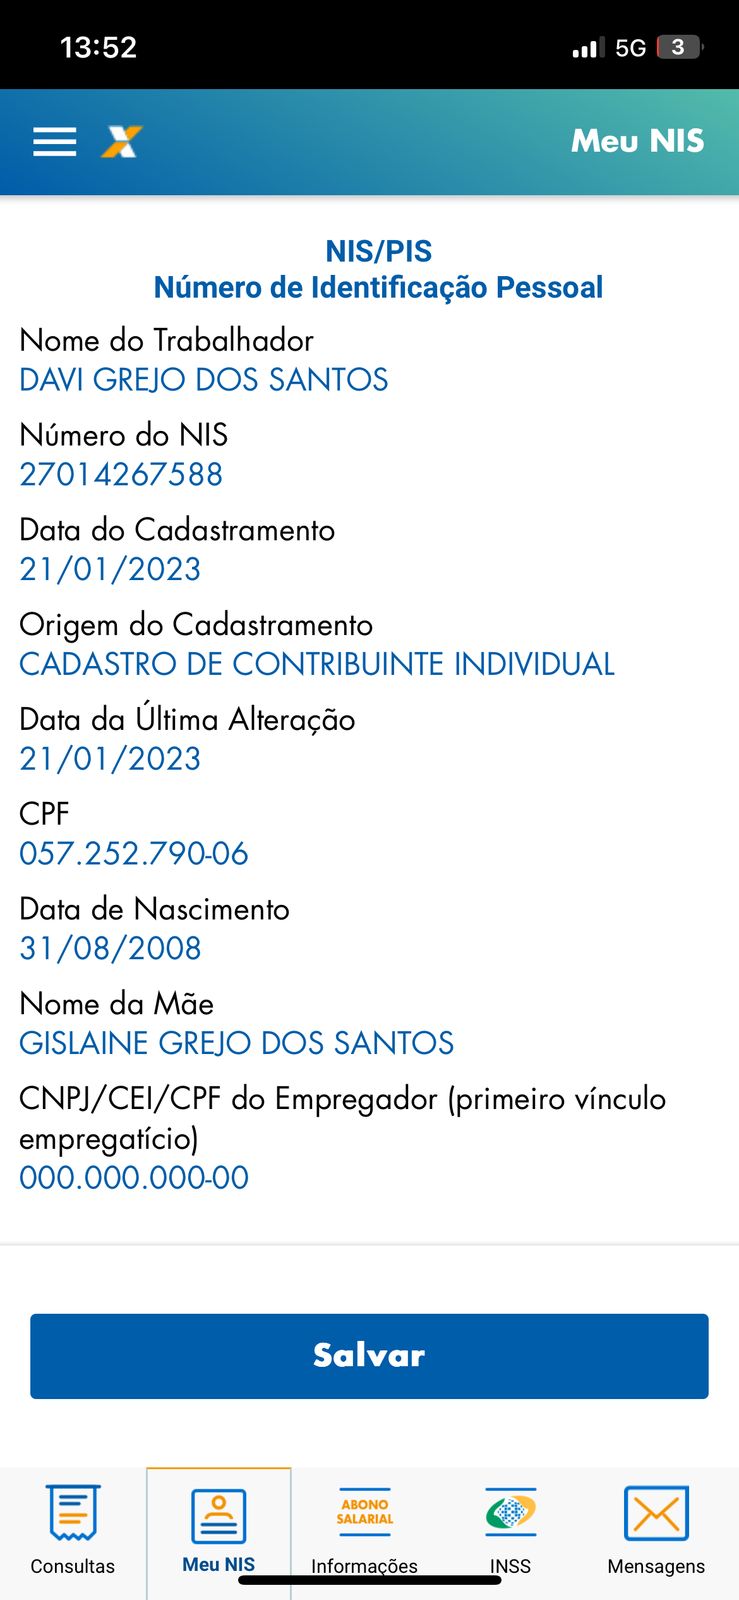 13:52
5G
3
Meu NIS
NIS/PIS
Número de Identificação Pessoal
Nome do Trabalhador
DAVI GREJO DOS SANTOS
Número do NIS
27014267588
Data do Cadastramento
21/01/2023
Origem do Cadastramento
CADASTRO DE CONTRIBUINTE INDIVIDUAL
Data da Última Alteração
21/01/2023
CPF
057.252.790-06
Data de Nascimento
31/08/2008
Nome da Mãe
GISLAINE GREJO DOS SANTOS
CNPJ/CEI/CPF do Empregador (primeiro vínculo
empregatício)
000.000.000-00
Salvar
ABONO
SALARIAL
Consultas
Meu NIS
Informações
INSS
Mensagens